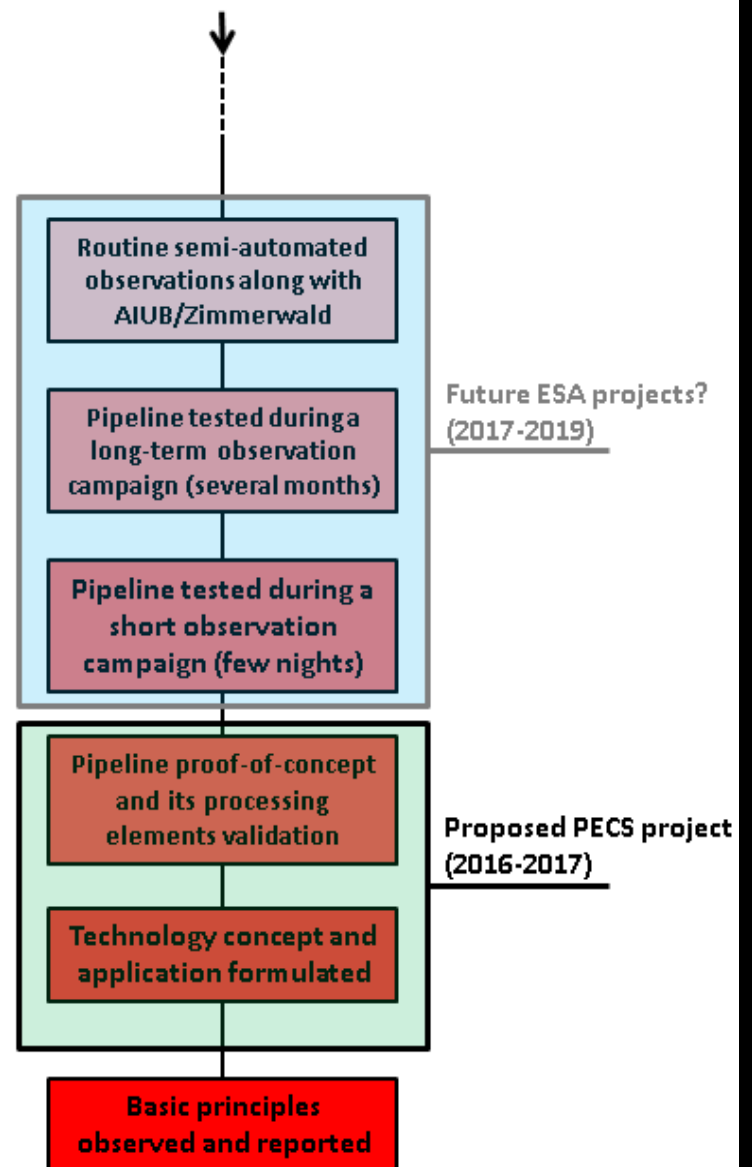 Routine semi-automated
observations along with
AIUB/Zimmerwald
Pipeline tested during a
long-term observation
campaign (several months)
Future ESA projects?
(2017-2019)
Pipeline tested during a
short observation
campaign (few nights)
Pipeline proof-of-concept
and its processing
elements validation
Proposed PECS project
(2016-2017)
Technology concept and
application formulated
Basic principles
observed and reported